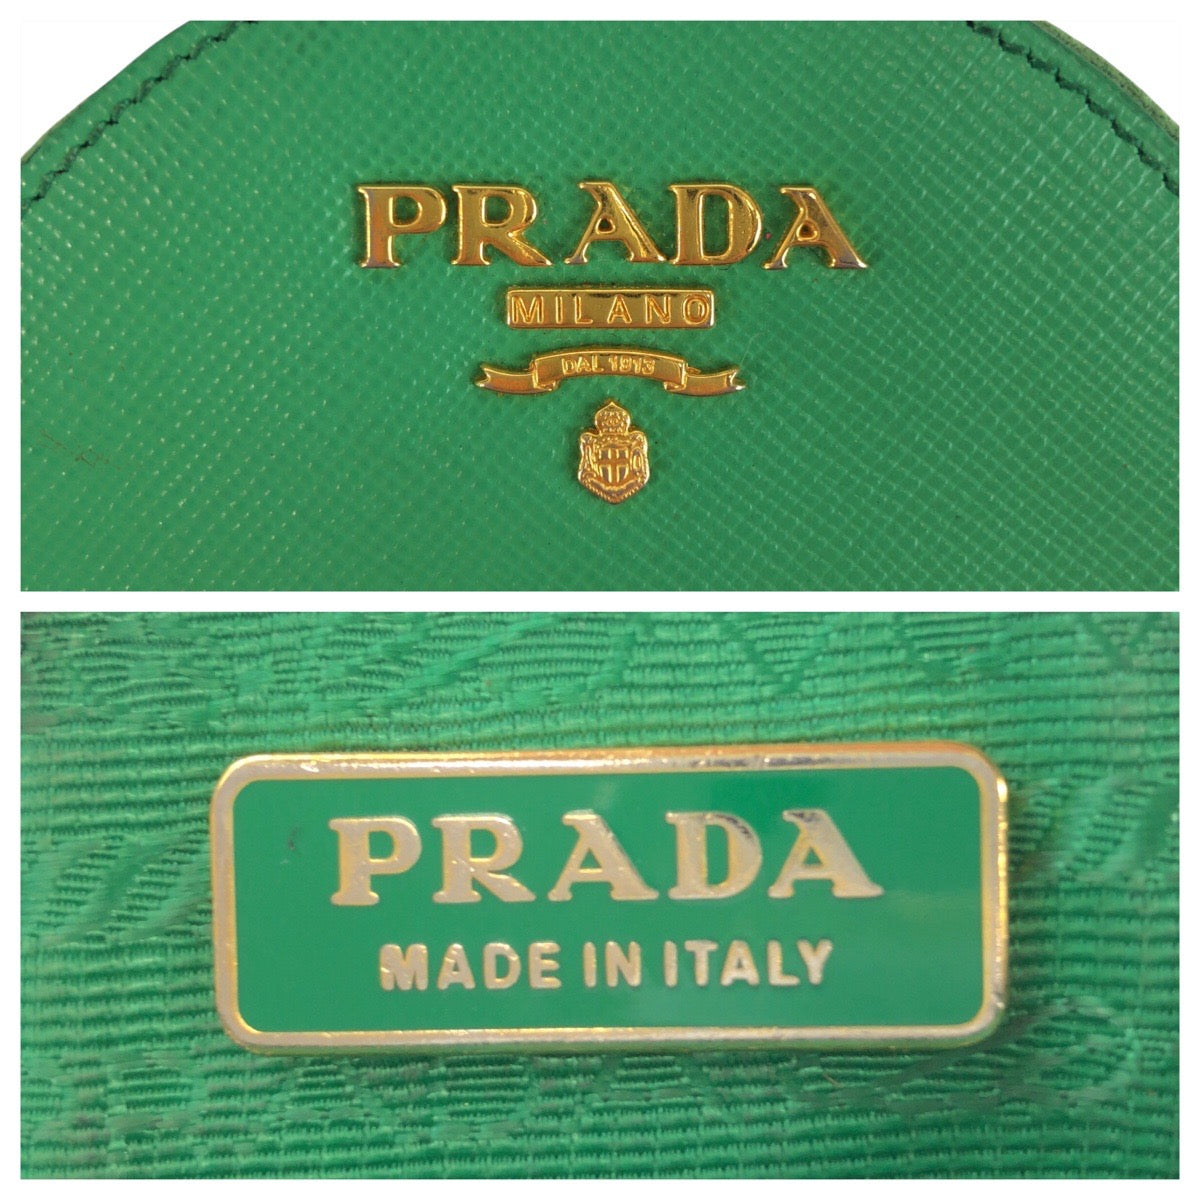 PRADA
MILANO
DAL 1913
PRADA
MADE IN ITALY